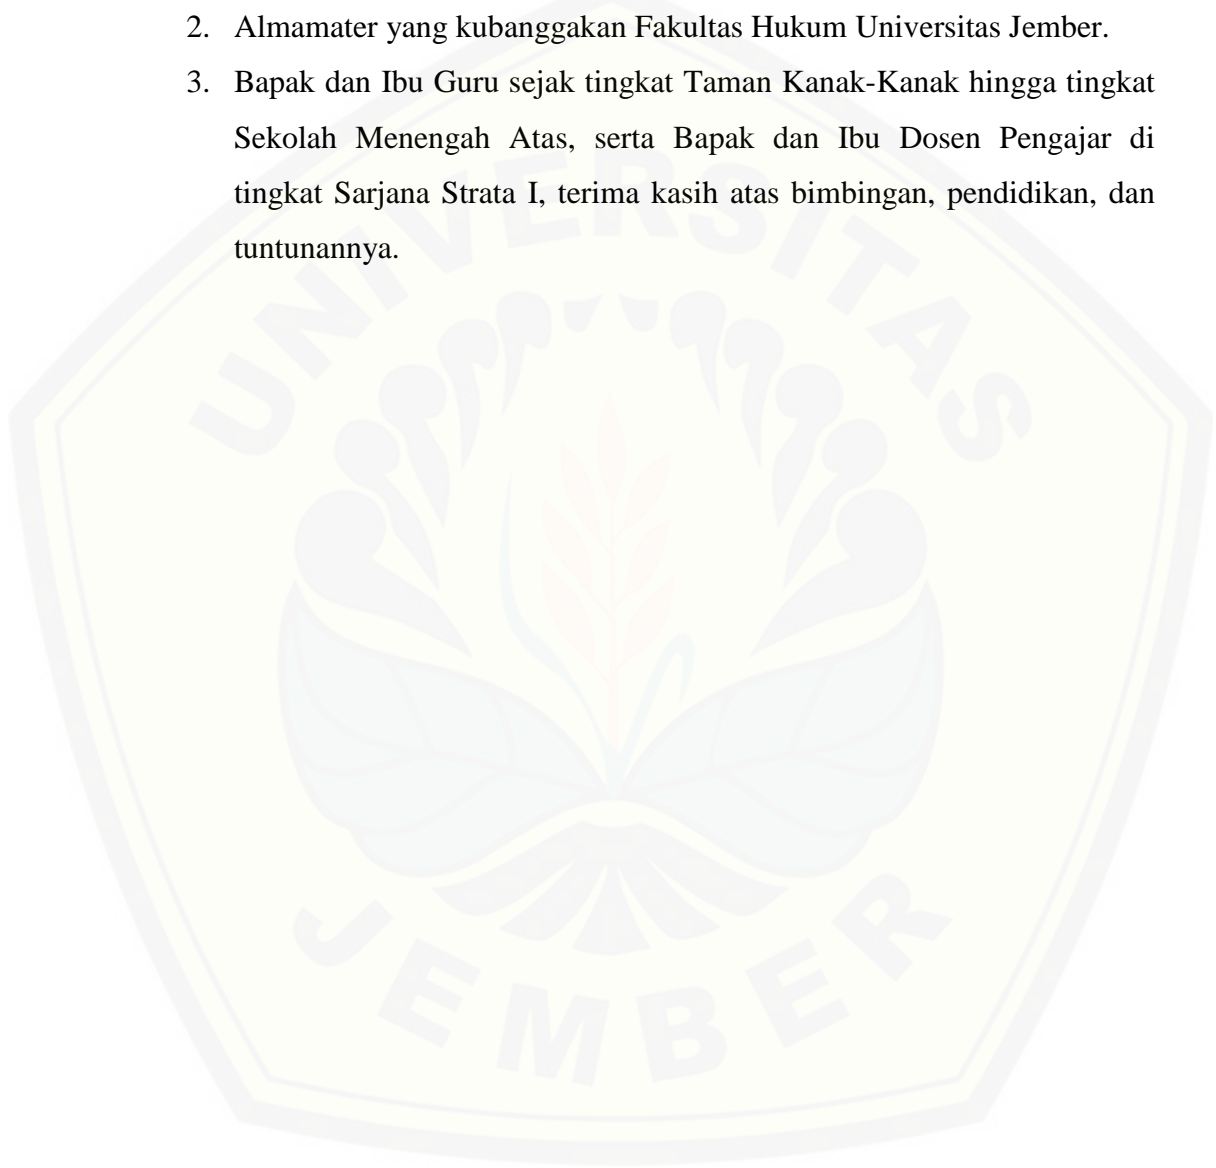 2. Almamater yang kubanggakan Fakultas Hukum Universitas Jember.
3. Bapak dan Ibu Guru sejak tingkat Taman Kanak-Kanak hingga tingkat
Sekolah Menengah Atas, serta Bapak dan Ibu Dosen Pengajar di
tingkat Sarjana Strata I, terima kasih atas bimbingan, pendidikan, dan
tuntunannya.
UNIVERSITAS
JEMBER